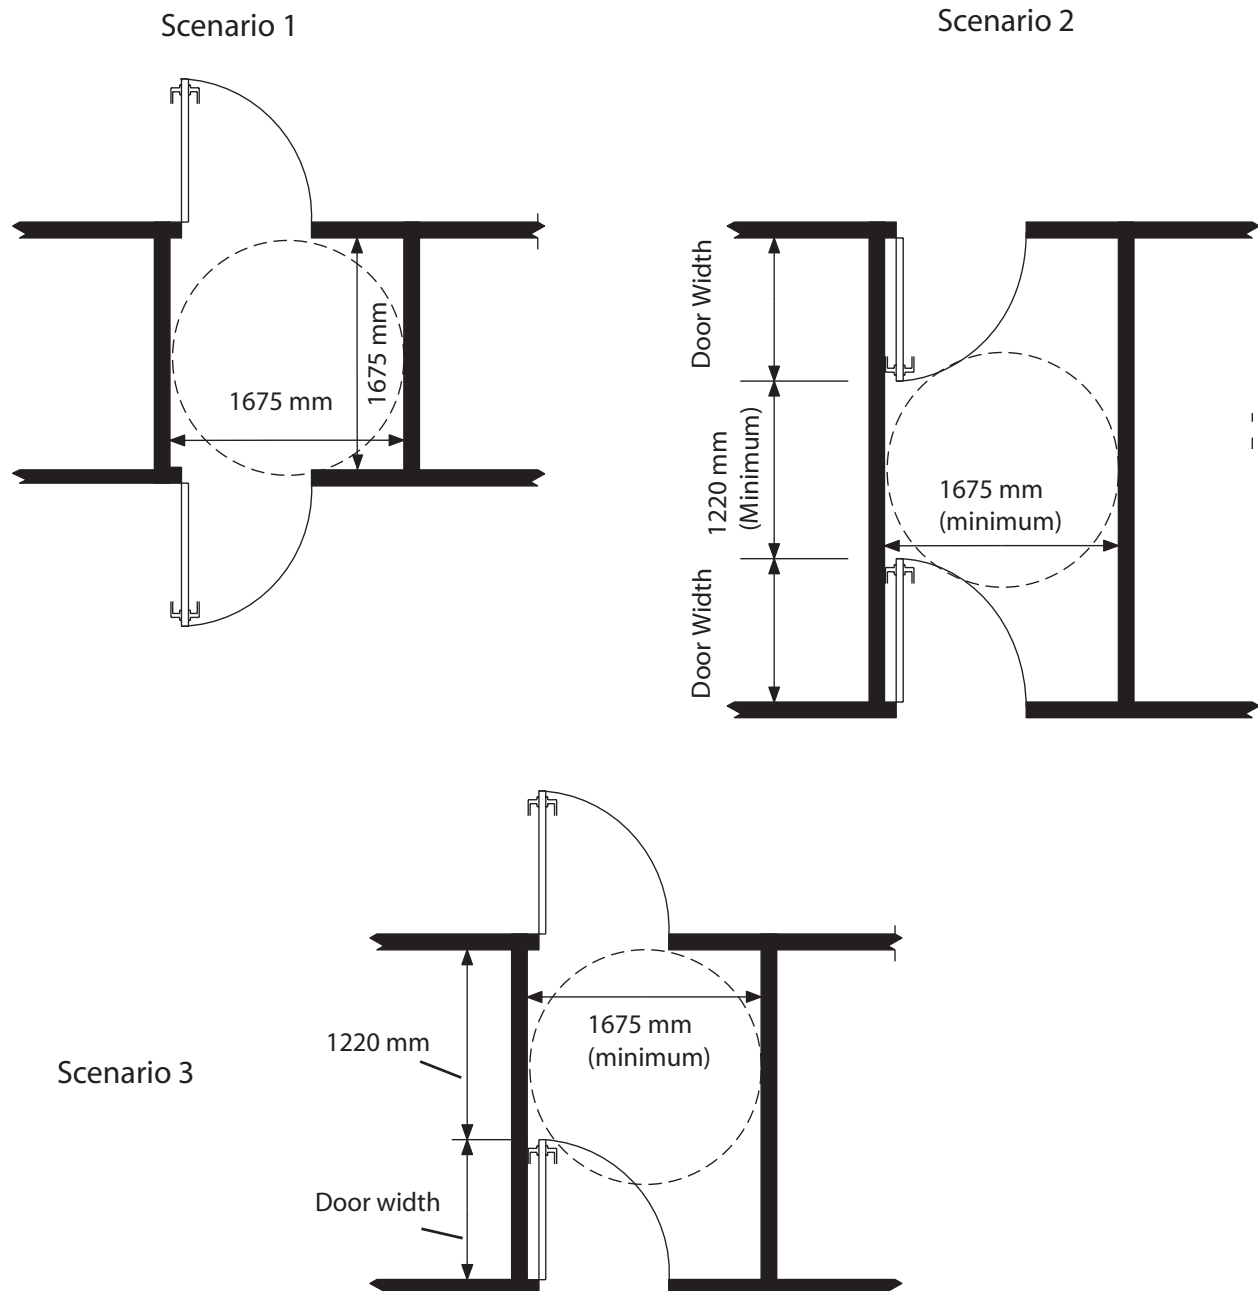 Scenario 1
Scenario 2
1675 mm
1675 mm
Door Width
1220 mm
(Minimum)
1675 mm
(minimum)
Door Width
1675 mm
(minimum)
1220 mm
Scenario 3
Door width